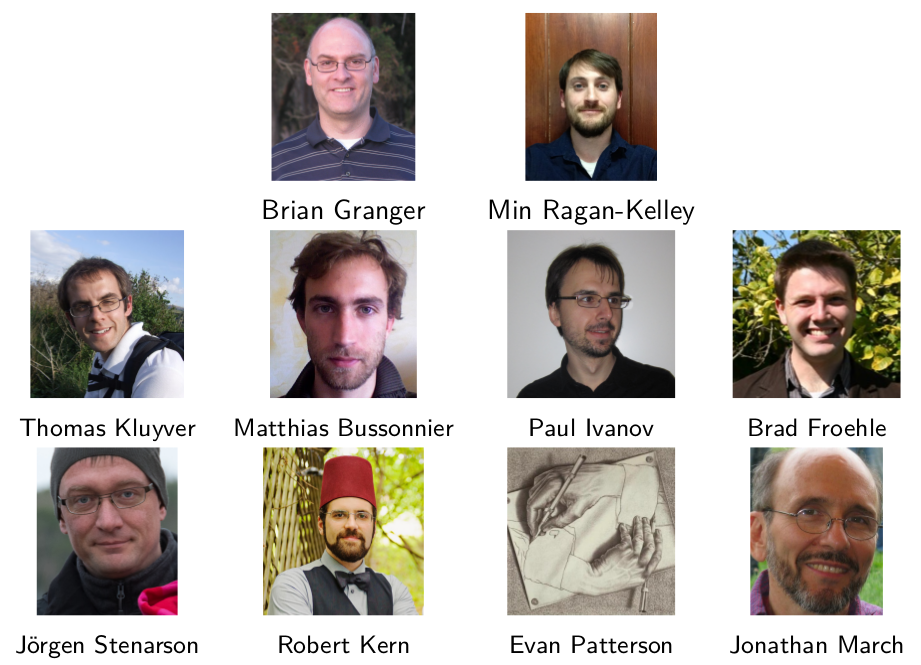 Brian Granger
Min Ragan-Kelley
Thomas Kluyver
Matthias Bussonnier
Paul Ivanov
Brad Froehle
Jörgen Stenarson
Robert Kern
Evan Patterson
Jonathan March